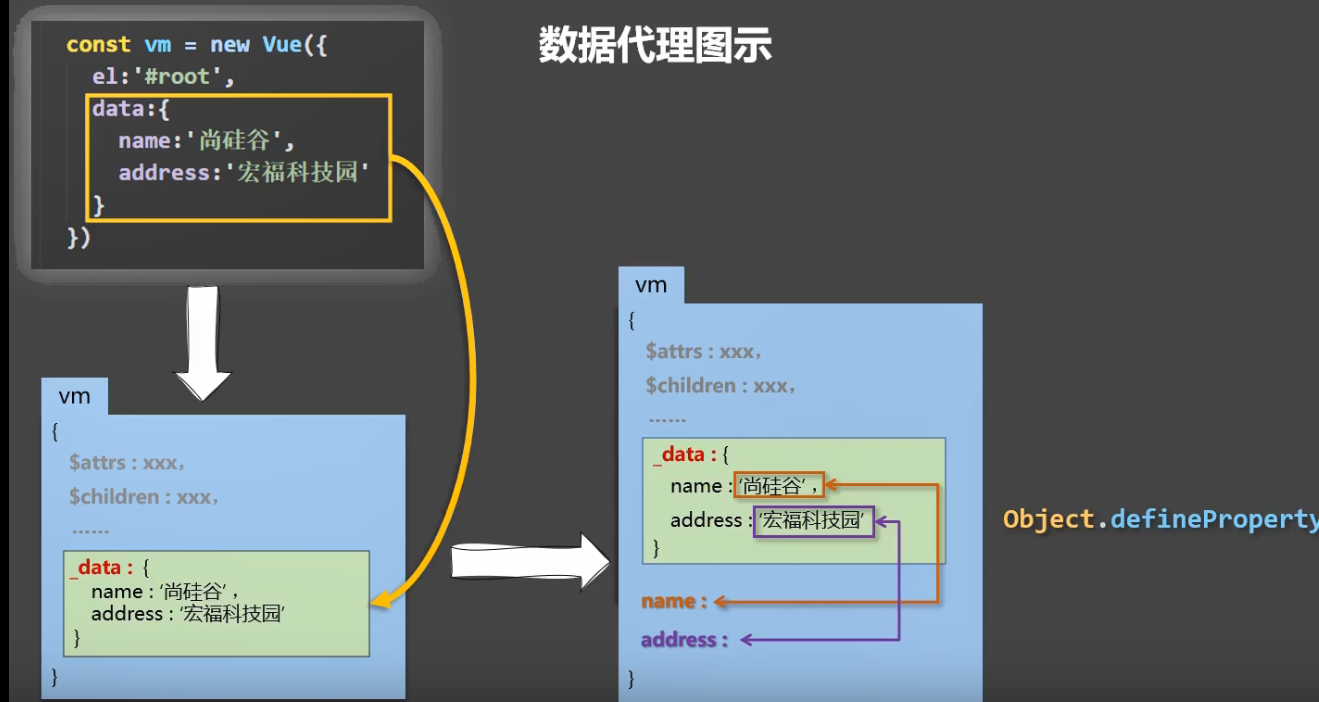 数据代理图示
const vm = new Vue({
el:'#root',
data:{
name:'尚硅谷',
address:'宏福科技园'
}
})
vm
{
$attrs : xxx,
$children : xxx,
......
_data : {
name : ‘尚硅谷’ ,
address : ‘宏福科技园’
}
}
vm
{
$attrs : xxx,
$children : xxx,
......
_data : {
name : ‘尚硅谷’ ,
address : ‘宏福科技园’
}
name :
address :
}
Object.defineProperty